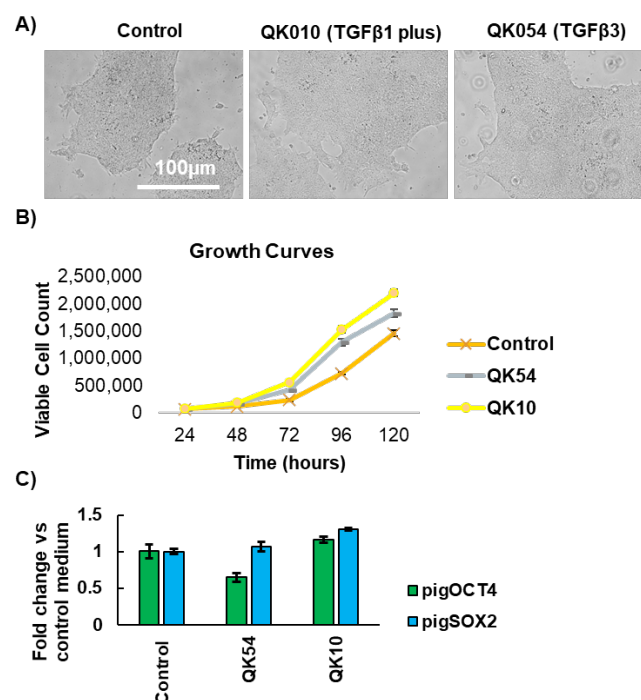 A)
Control
QK010 (TGFβ1 plus)
QK054 (TGFβ3)
100μm
B)
Growth Curves
Viable Cell Count
2,500,000
2,000,000
1,500,000
1,000,000
500,000
0
24 48 72 96 120
Time (hours)
Control
QK54
QK10
C)
Fold change vs
control medium
1.5
1
0.5
0
Control
QK54
QK10
pigOCT4
pigSOX2